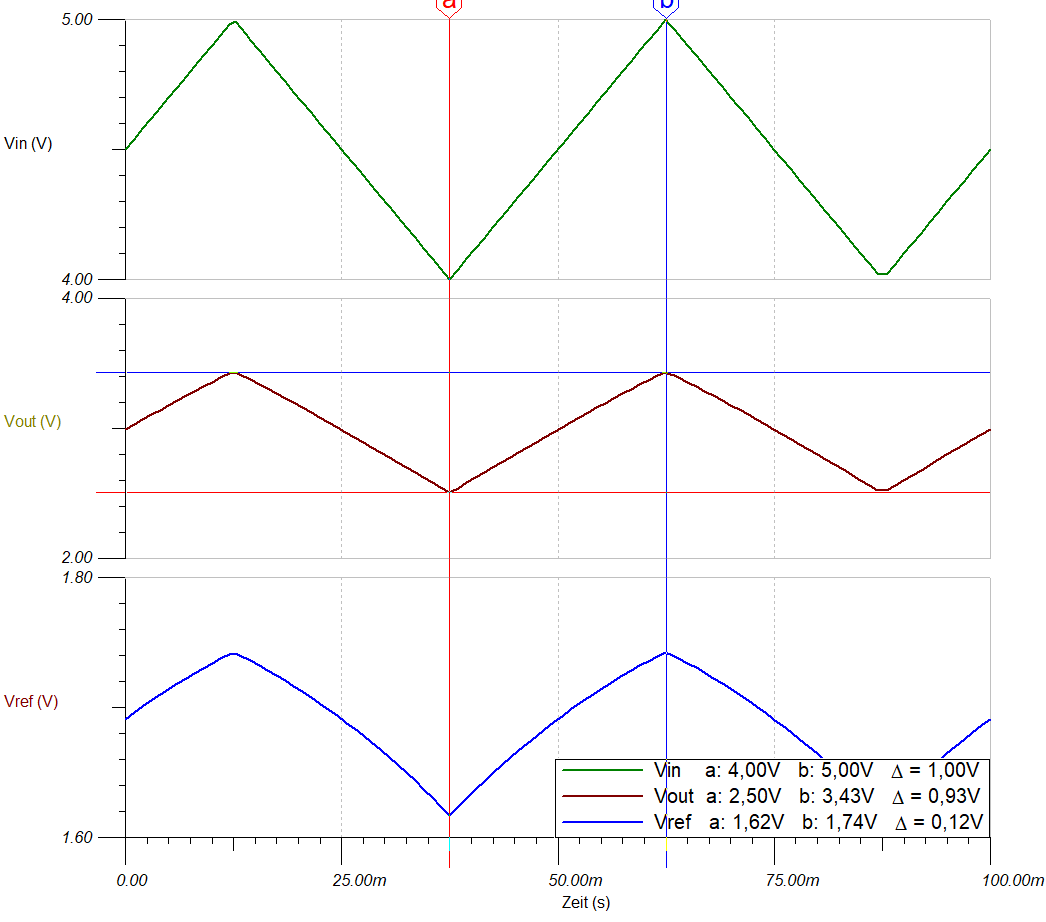 a b
5.00
Vin (V)
4.00
4.00
Vout (V)
2.00
1.80
Vref (V)
Vin a: 4,00V b: 5,00V Δ = 1,00V
Vout a: 2,50V b: 3,43V Δ = 0,93V
Vref a: 1,62V b: 1,74V Δ = 0,12V
1.60
0.00 25.00m 50.00m 75.00m 100.00m
Zeit (s)